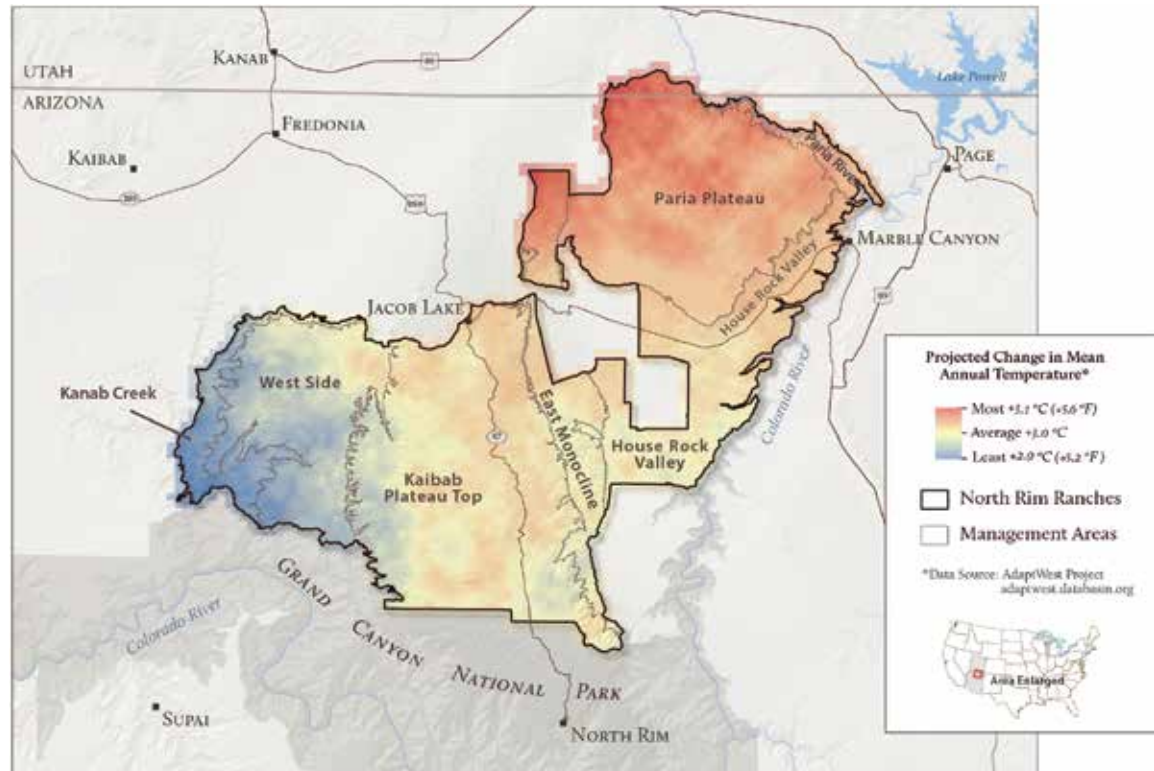 KANAB
UTAH
ARIZONA
Lake Powell
FREDONIA
KAIBAB
PAGE
Paria River
Paria Plateau
MARBLE CANYON
House Rock Valley
JACOB LAKE
West Side
Kanab Creek
East Monocline
House Rock
Valley
Kaibab
Plateau Top
Colorado River
GRAND CANYON NATIONAL PARK
Colorado River
SUPAI
NORTH RIM
Projected Change in Mean
Annual Temperature*
Most +3.1 °C (+5.6 °F)
Average +3.0 °C
Least +2.9 °C (+5.2 °F)
North Rim Ranches
Management Areas
*Data Source: AdaptWest Project
adaptwest.databasin.org
Area Enlarged